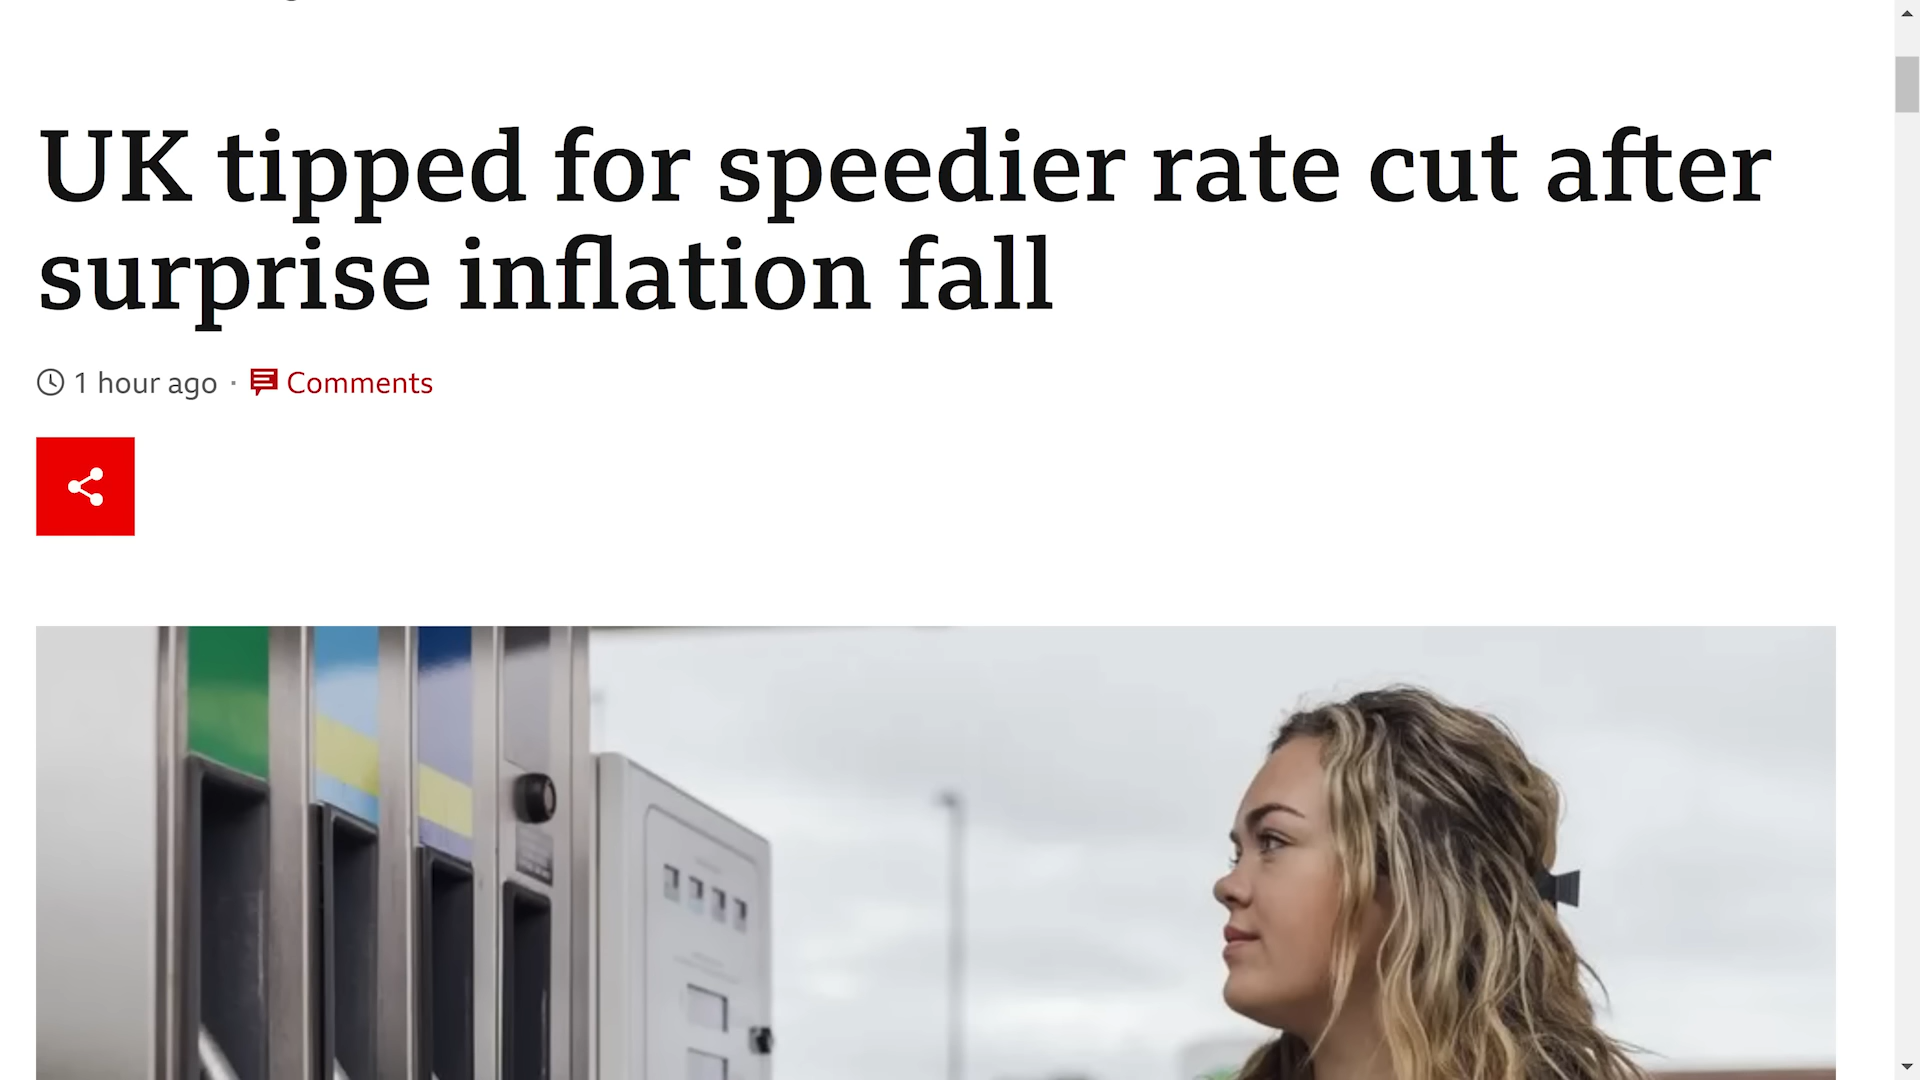 UK tipped for speedier rate cut after
surprise inflation fall
1 hour ago · Comments